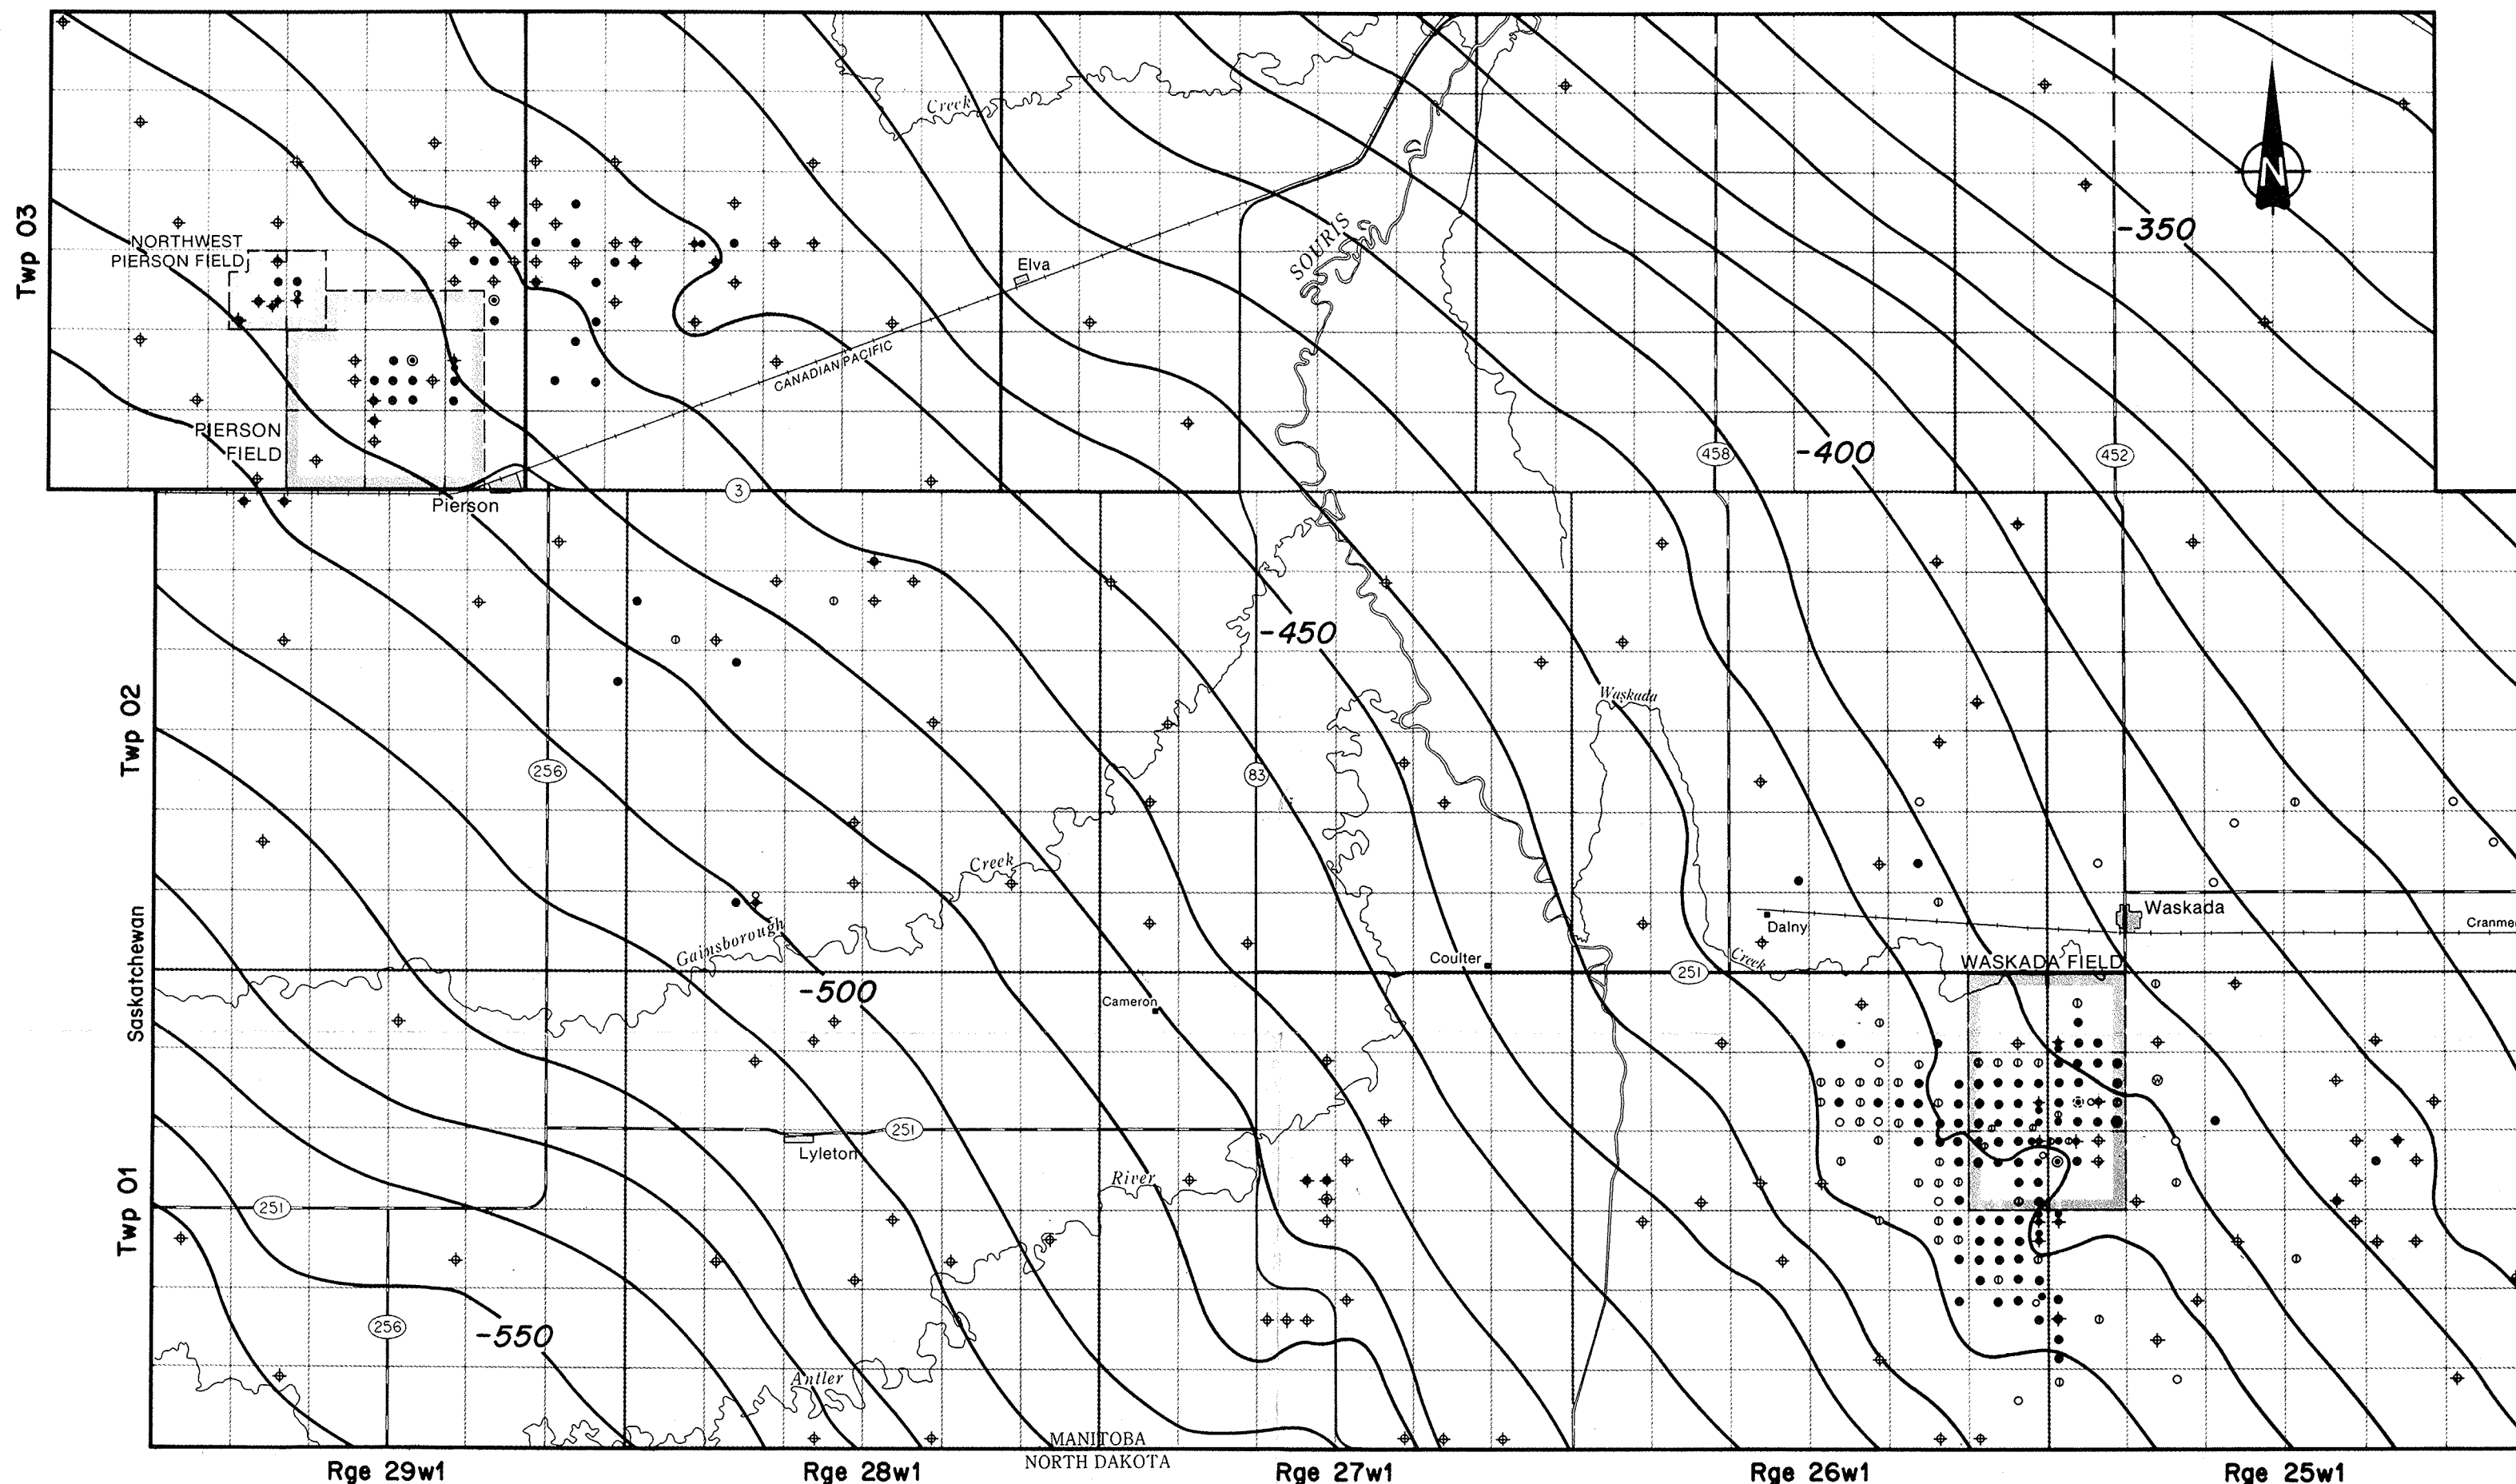 Creek
N
SOURIS
-350
Twp 03
NORTHWEST
PIERSON FIELD
Elva
CANADIAN PACIFIC
PIERSON
FIELD
458
-400
452
3
Pierson
-450
Waskada
Twp 02
256
83
Creek
Waskada
Dalny
Cranmer
Saskatchewan
Gainsborough
Coulter
251
Creek
WASKADA FIELD
-500
Cameron
W
251
Lyleton
River
Twp 01
251
256
-550
Antler
MANITOBA
NORTH DAKOTA
Rge 29w1
Rge 28w1
Rge 27w1
Rge 26w1
Rge 25w1